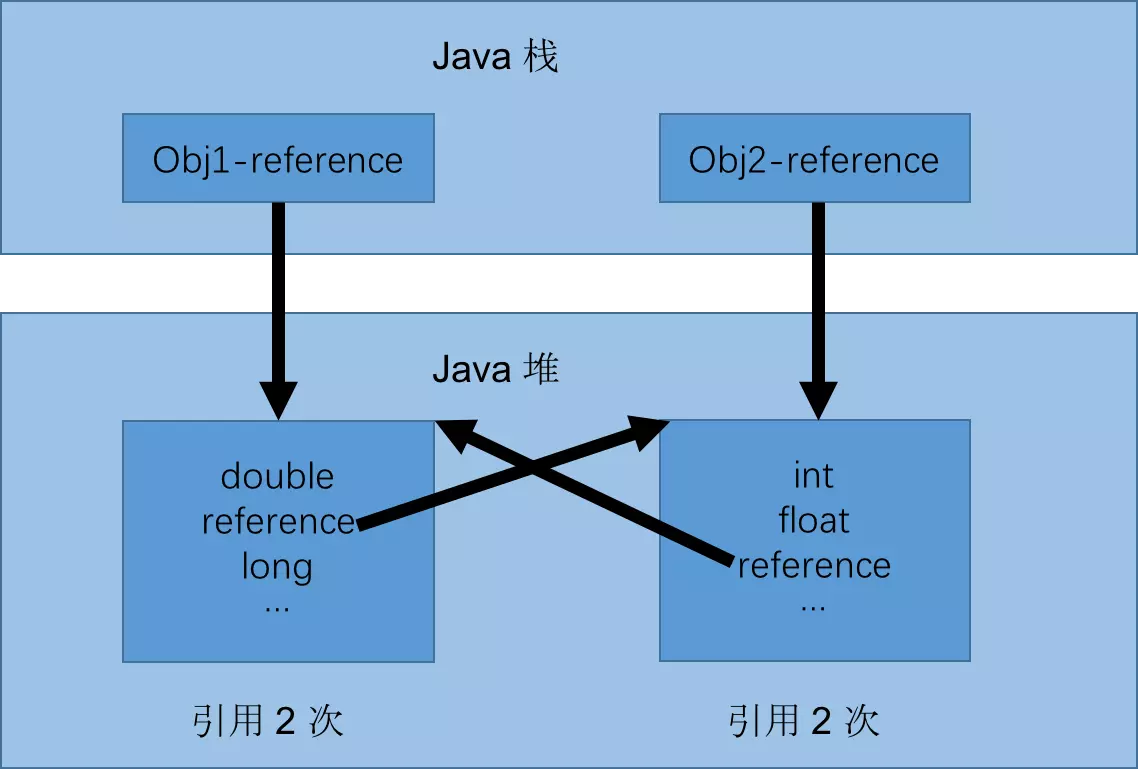 Java 栈
Obj1-reference
Obj2-reference
Java 堆
double
reference
long
...
int
float
reference
...
引用 2 次
引用 2 次